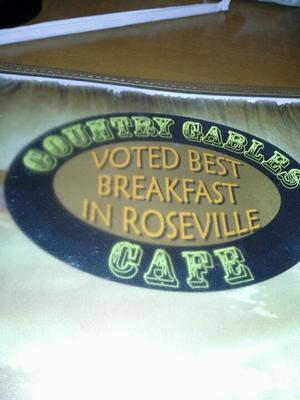 COUNTRY GABLES
VOTED BEST
BREAKFAST
IN ROSEVILLE
CAFE